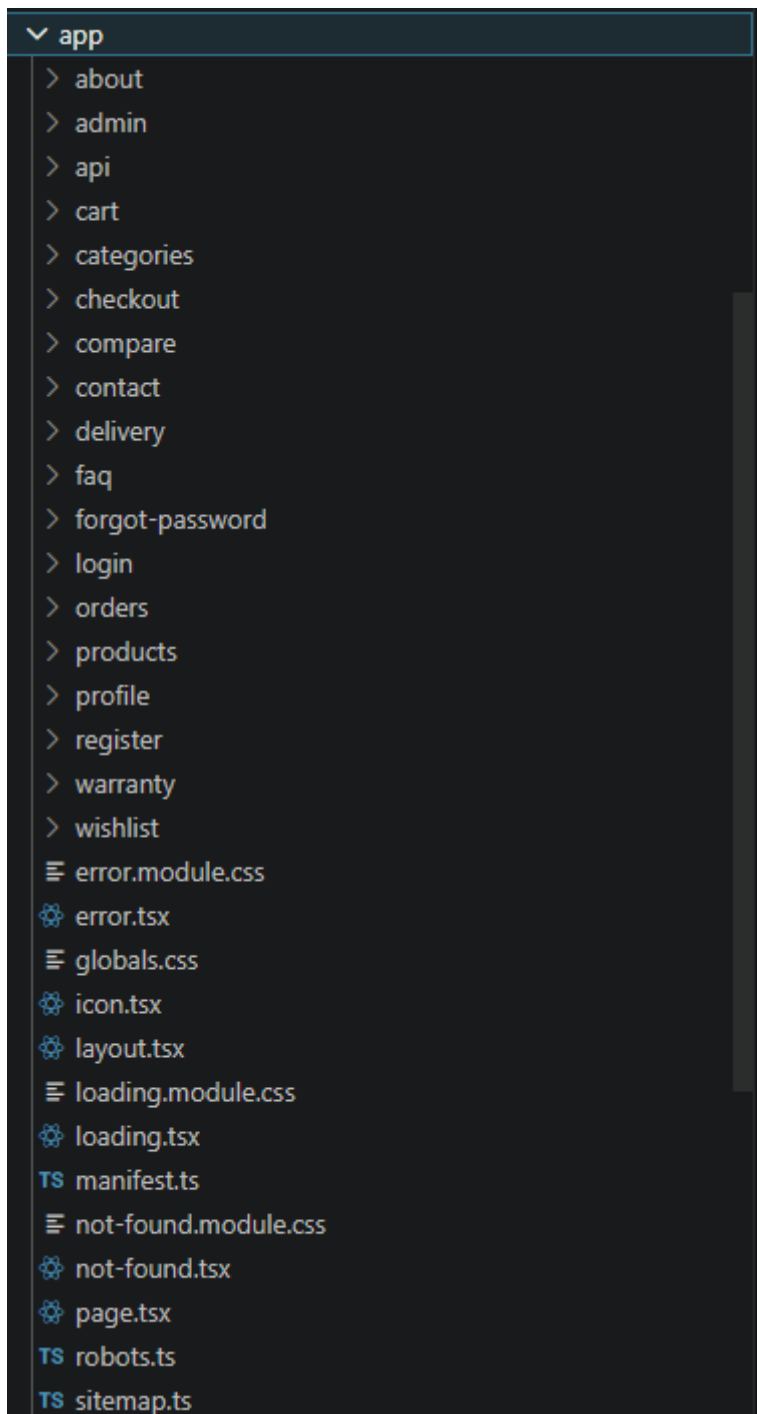 app
about
admin
api
cart
categories
checkout
compare
contact
delivery
faq
forgot-password
login
orders
products
profile
register
warranty
wishlist
error.module.css
error.tsx
globals.css
icon.tsx
layout.tsx
loading.module.css
loading.tsx
TS manifest.ts
not-found.module.css
not-found.tsx
page.tsx
TS robots.ts
TS sitemap.ts